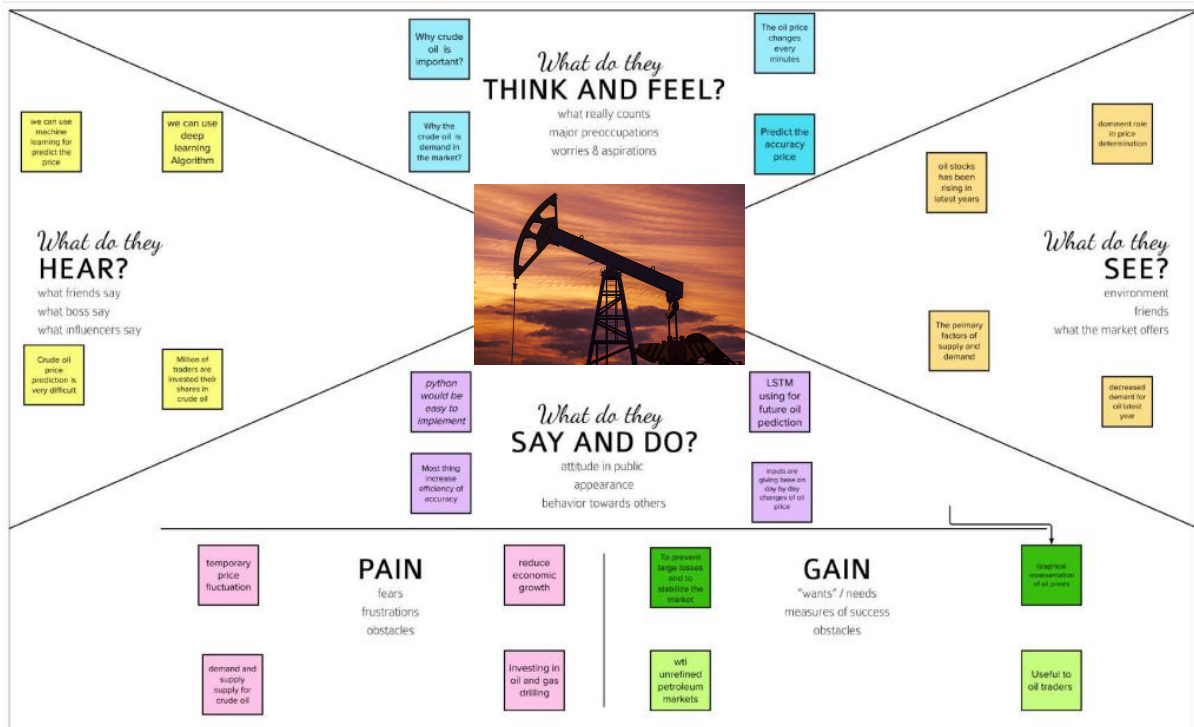 Why crude
oil is
important?
The oil price
changes
every
minutes
What do they
THINK AND FEEL?
what really counts
major preoccupations
worries & aspirations
Why the
crude oil is
demand in
the market?
Predict the
accuracy
price
we can use
machine
learning for
predict the
price
we can use
deep
learning
Algorithm
What do they
HEAR?
what friends say
what boss say
what influencers say
Crude oil
price
prediction is
very difficult
Million of
traders are
invested their
shares in
crude oil
dominent role
in price
determination
oil stocks
has been
rising in
latest years
What do they
SEE?
environment
friends
what the market offers
The peimary
factors of
supply and
demand
decreased
dement for
oil latest
year
python
would be
easy to
implement
LSTM
using for
future oil
pediction
What do they
SAY AND DO?
attitude in public
appearance
behavior towards others
Most thing
increase
efficiency of
accuracy
inputs are
giving base on
day by day
changes of oil
price
temporary
price
fluctuation
PAIN
fears
frustrations
obstacles
reduce
economic
growth
demand and
supply
supply for
crude oil
investing in
oil and gas
drilling
To prevent
large losses
and to
stabilize the
market
GAIN
"wants" / needs
measures of success
obstacles
Graphical
representation
of oil prices
wti
unrefined
petroleum
markets
Useful to
oil traders